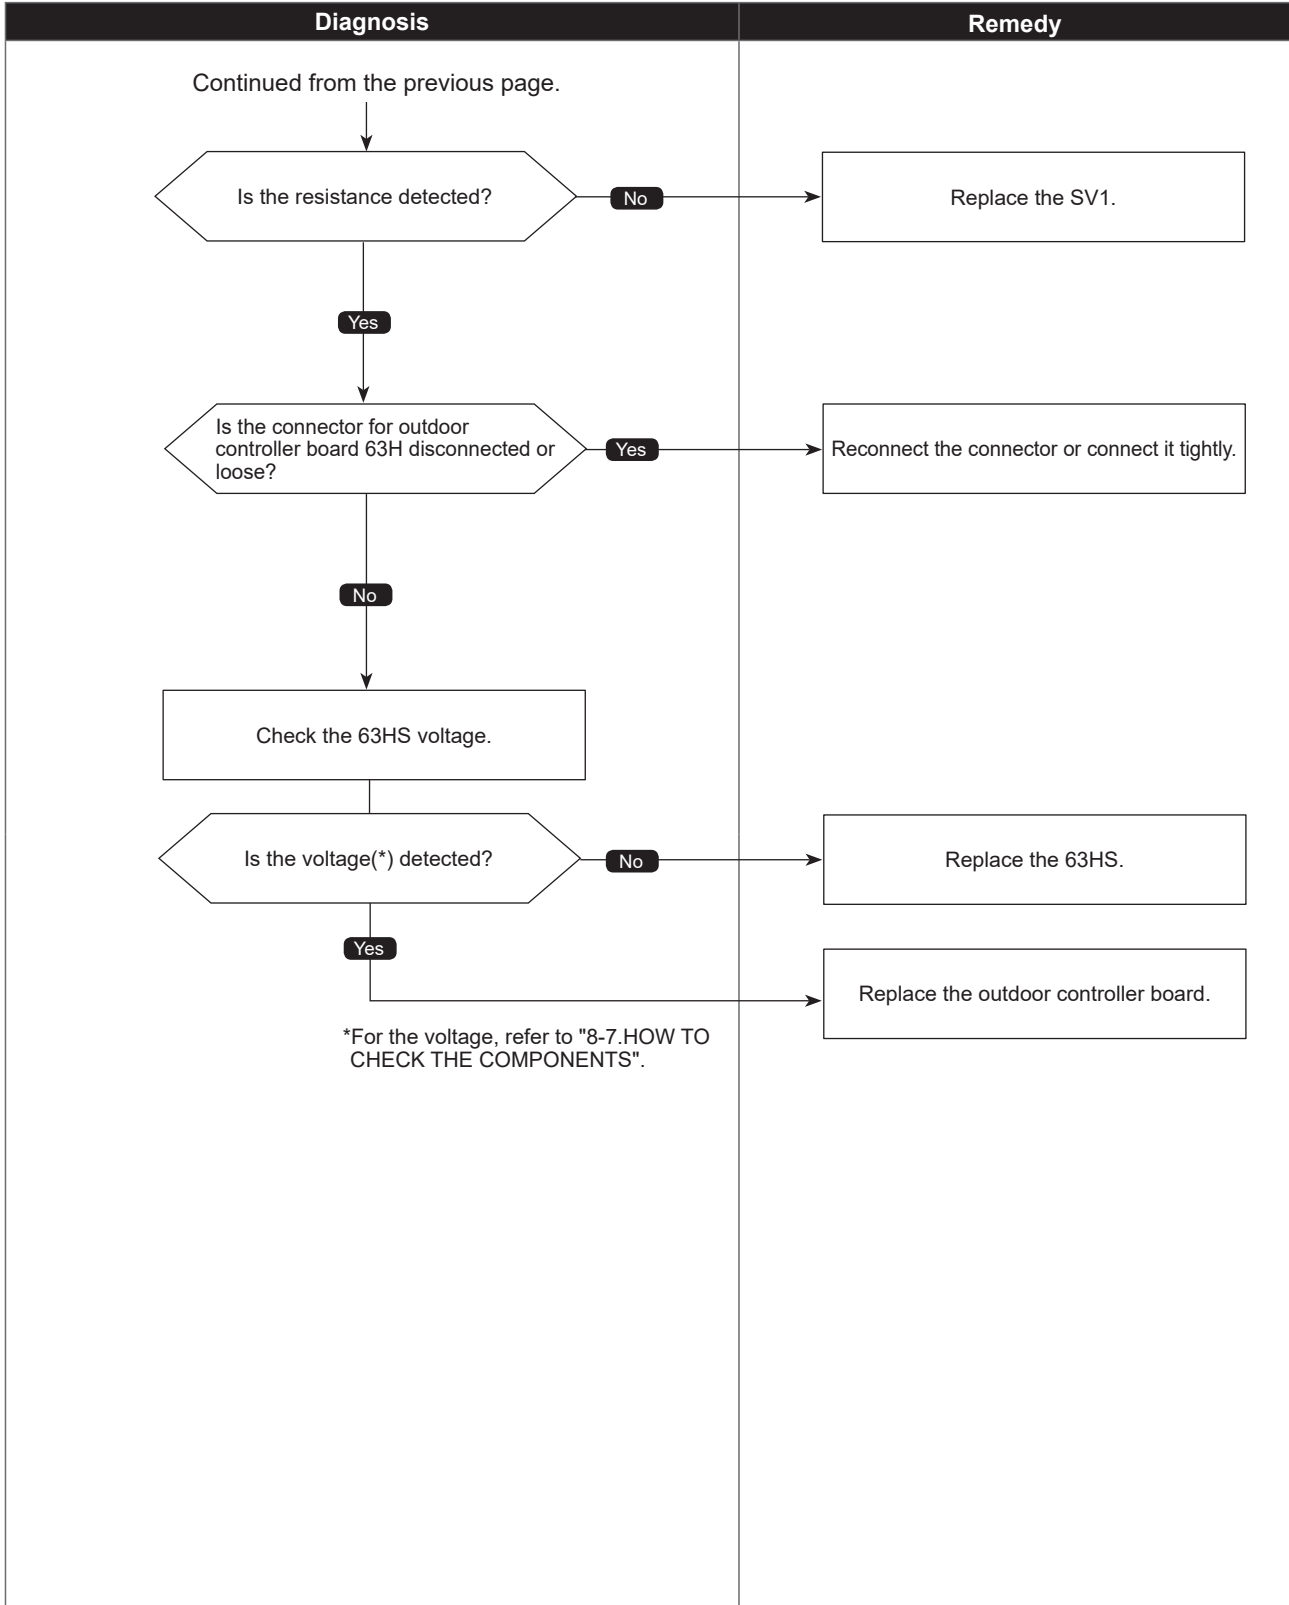 Diagnosis
Remedy
Continued from the previous page.
Is the resistance detected?
No
Replace the SV1.
Yes
Is the connector for outdoor
controller board 63H disconnected or
loose?
Yes
Reconnect the connector or connect it tightly.
No
Check the 63HS voltage.
Is the voltage(*) detected?
No
Replace the 63HS.
Yes
Replace the outdoor controller board.
*For the voltage, refer to "8-7.HOW TO
CHECK THE COMPONENTS".